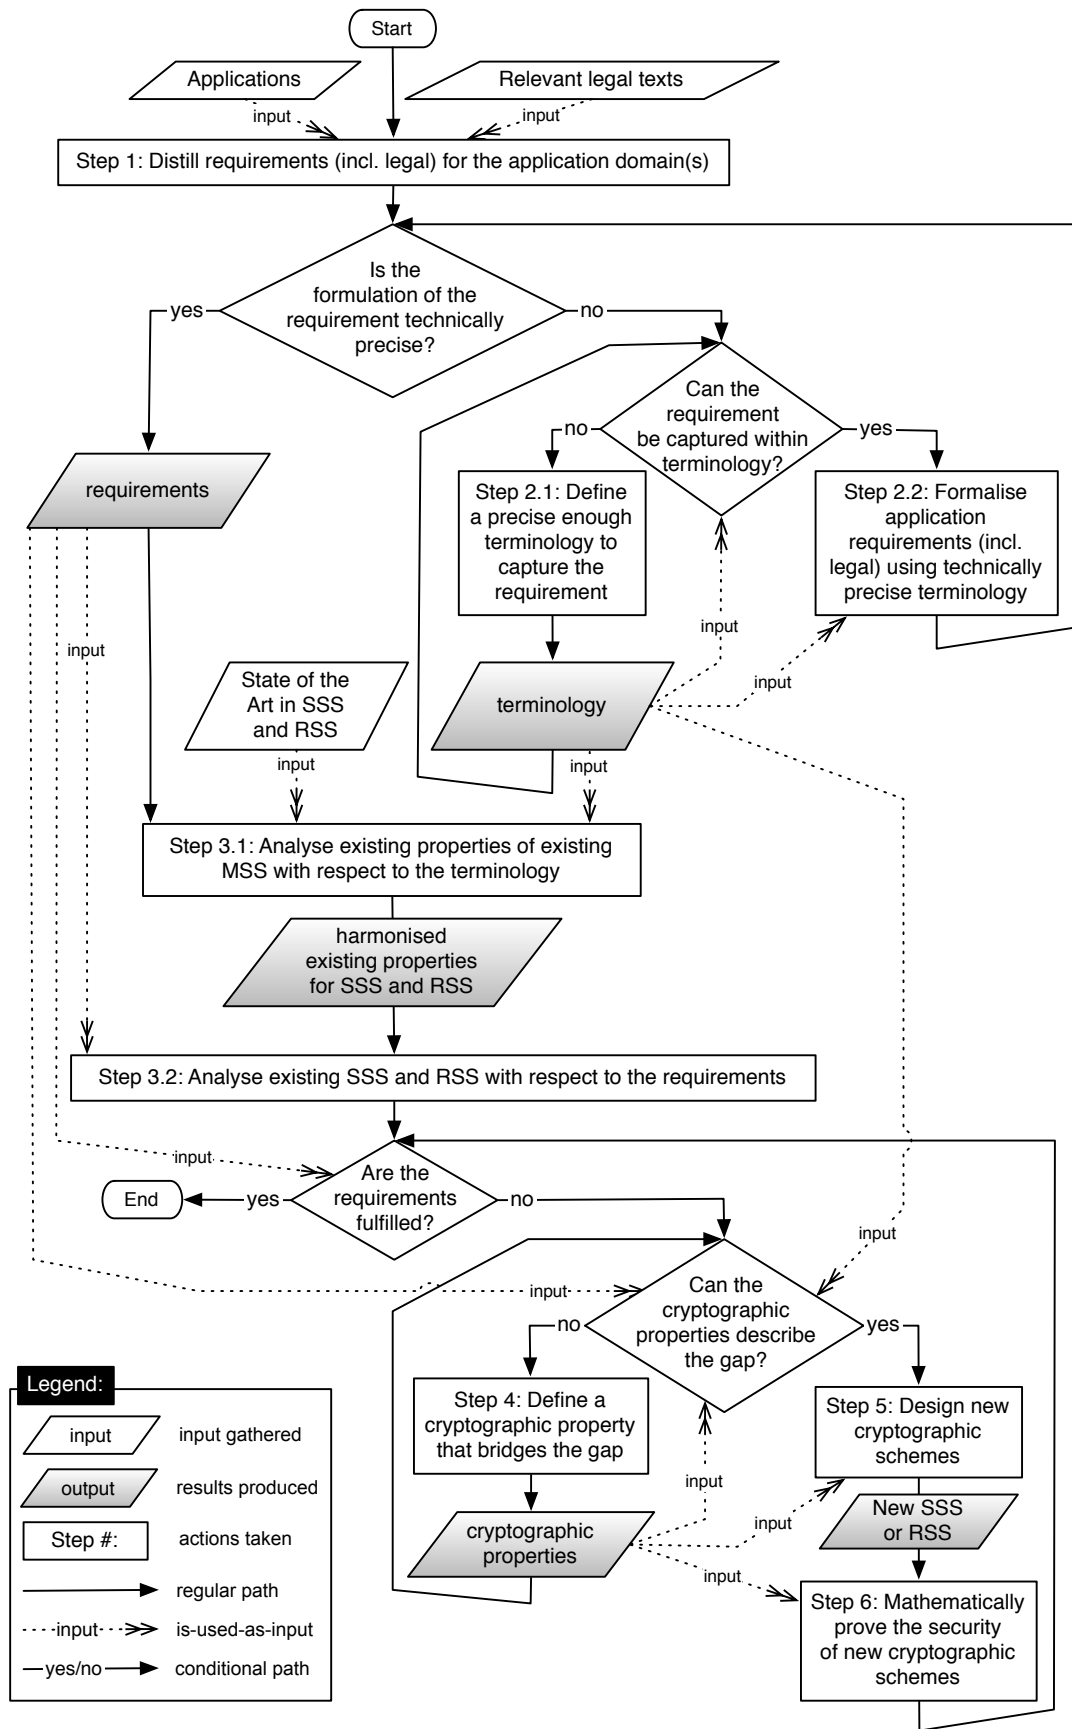 Start
Applications
Relevant legal texts
input
input
Step 1: Distill requirements (incl. legal) for the application domain(s)
Is the
formulation of the
requirement technically
precise?
yes
no
Can the
requirement
be captured within
terminology?
no
yes
requirements
Step 2.1: Define
a precise enough
terminology to
capture the
requirement
Step 2.2: Formalise
application
requirements (incl.
legal) using technically
precise terminology
input
input
input
State of the
Art in SSS
and RSS
terminology
input
input
Step 3.1: Analyse existing properties of existing
MSS with respect to the terminology
harmonised
existing properties
for SSS and RSS
Step 3.2: Analyse existing SSS and RSS with respect to the requirements
input
Are the
requirements
fulfilled?
End
yes
no
input
input
Can the
cryptographic
properties describe
the gap?
no
yes
Step 4: Define a
cryptographic property
that bridges the gap
Step 5: Design new
cryptographic
schemes
input
input
input
cryptographic
properties
New SSS
or RSS
Step 6: Mathematically
prove the security
of new cryptographic
schemes
Legend:
input
input gathered
output
results produced
Step #:
actions taken
regular path
input
is-used-as-input
yes/no
conditional path